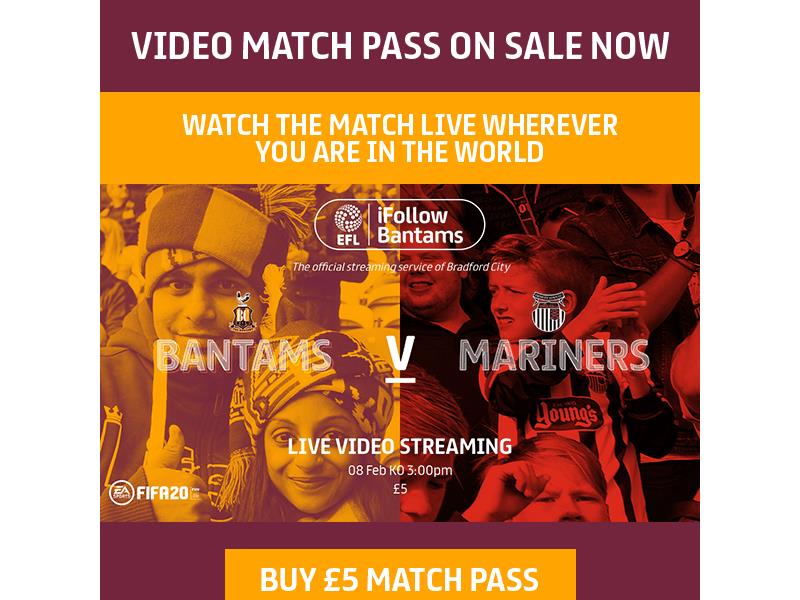 VIDEO MATCH PASS ON SALE NOW
WATCH THE MATCH LIVE WHEREVER
YOU ARE IN THE WORLD
EFL
iFollow
Bantams
The official streaming service of Bradford City
BANTAMS
V
MARINERS
Young's
LIVE VIDEO STREAMING
08 Feb KO 3:00pm
£5
EA
SPORTS
FIFA20
BUY £5 MATCH PASS